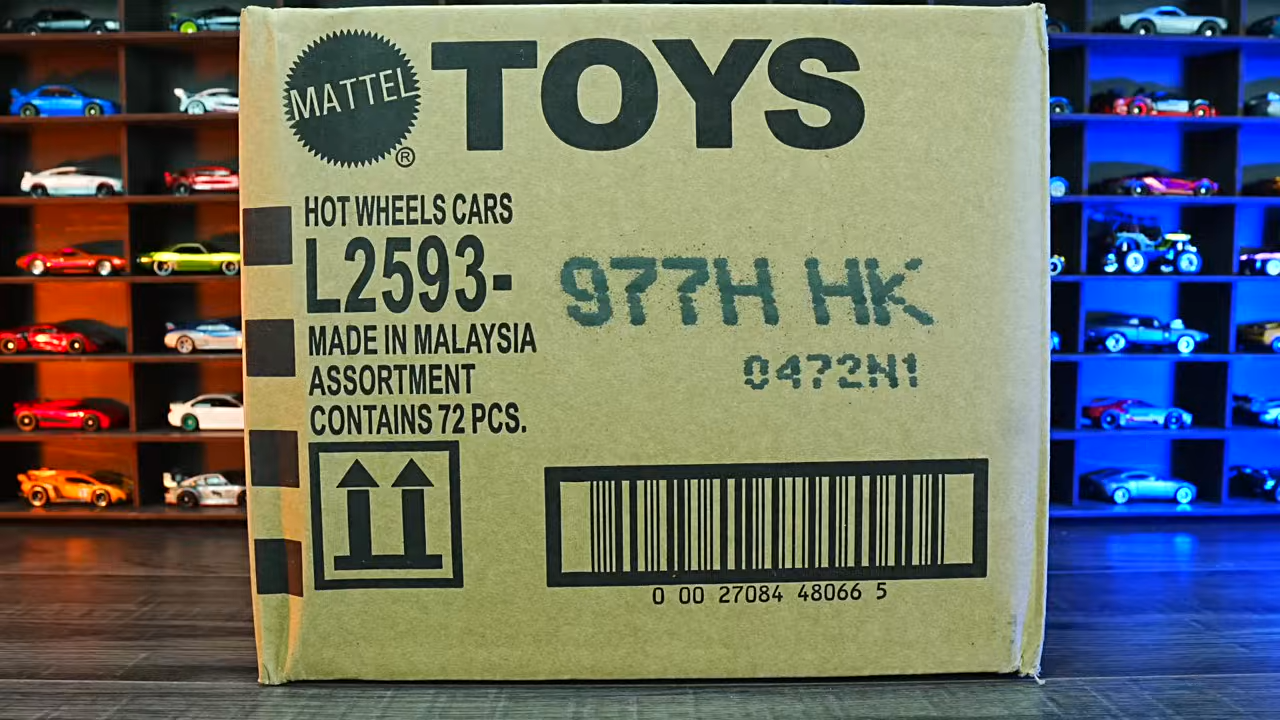 MATTEL® TOYS
HOT WHEELS CARS
L2593-
977H HK
MADE IN MALAYSIA
0472N1
ASSORTMENT
CONTAINS 72 PCS.
0 00 27084 48066 5